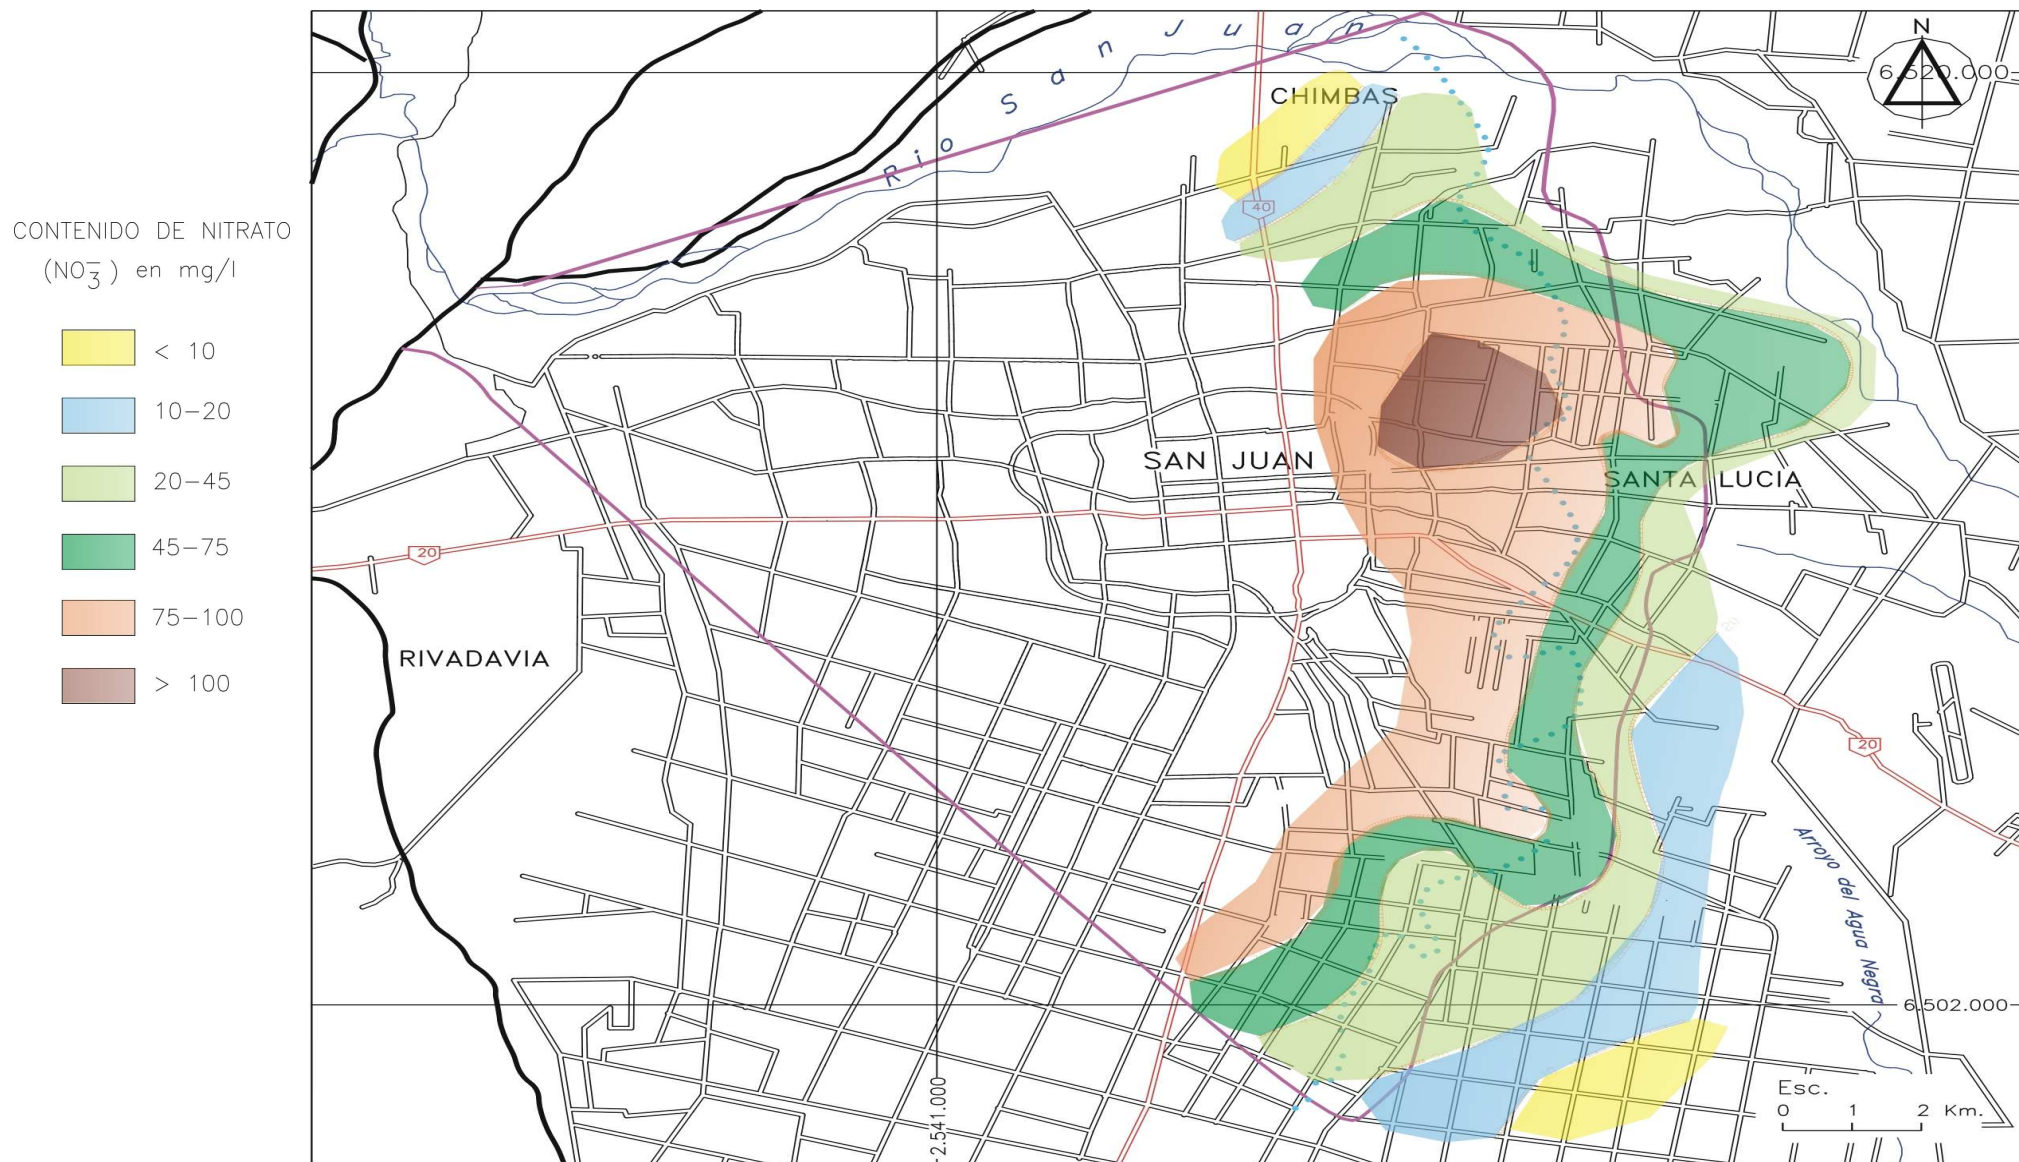 CONTENIDO DE NITRATO
(NO3̅) en mg/l
< 10
10-20
20-45
45-75
75-100
> 100
Rio San Juan
N
6.520.000
CHIMBAS
40
SAN JUAN
SANTA LUCIA
20
RIVADAVIA
20
Arroyo del Agua Negra
6.502.000
2.541.000
Esc.
0 1 2 Km.